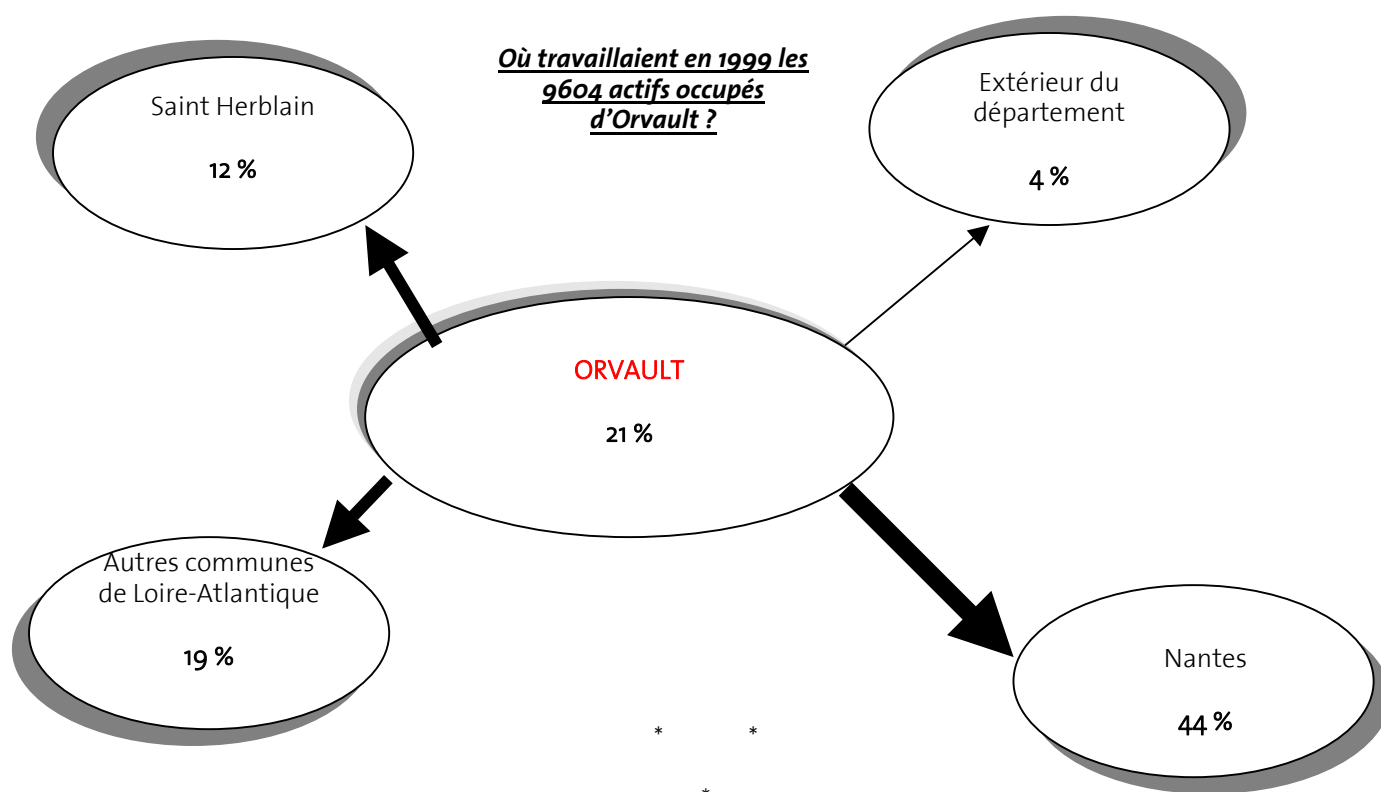 Où travaillaient en 1999 les
9604 actifs occupés
d'Orvault ?
Saint Herblain
12 %
Extérieur du
département
4 %
ORVAULT
21 %
Autres communes
de Loire-Atlantique
19 %
Nantes
44 %
* *
*